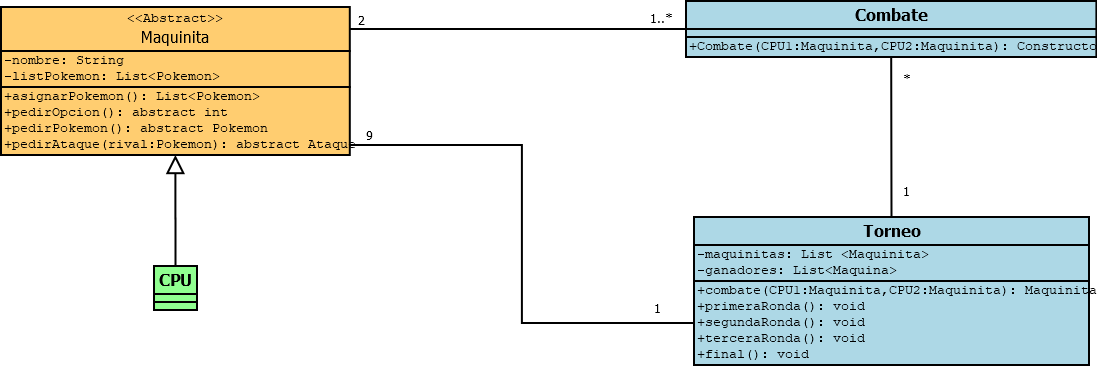 <<Abstract>>
Maquinita
-nombre: String
-listPokemon: List<Pokemon>
+asignarPokemon(): List<Pokemon>
+pedirOpcion(): abstract int
+pedirPokemon(): abstract Pokemon
+pedirAtaque(rival:Pokemon): abstract Ataque
2
1..*
Combate
+Combate(CPU1:Maquinita,CPU2:Maquinita): Constructo
*
1
9
1
CPU
Torneo
-maquinitas: List <Maquinita>
-ganadores: List<Maquina>
+combate(CPU1:Maquinita,CPU2:Maquinita): Maquinita
+primeraRonda(): void
+segundaRonda(): void
+terceraRonda(): void
+final(): void